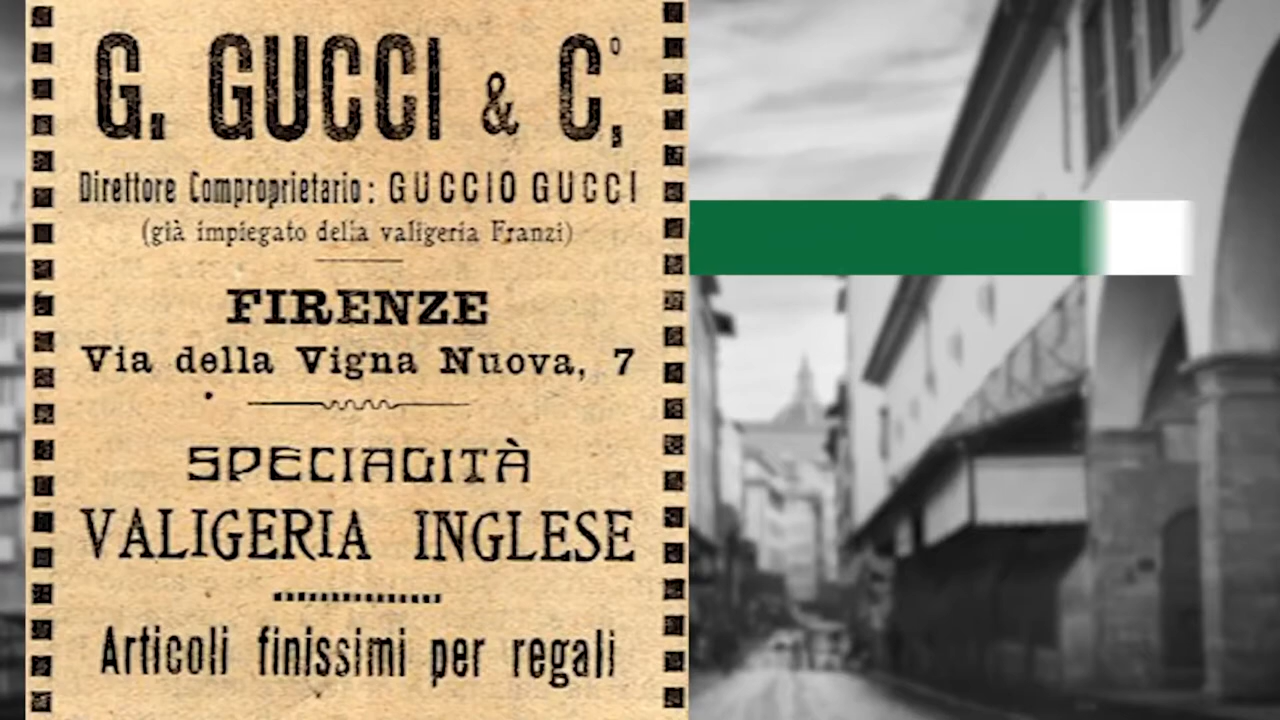 G. GUCCI & Cº,
Direttore Comproprietario: GUCCIO GUCCI
(già impiegato della valigeria Franzi)
FIRENZE
Via della Vigna Nuova, 7
SPECIALITÀ
VALIGERIA INGLESE
Articoli finissimi per regali